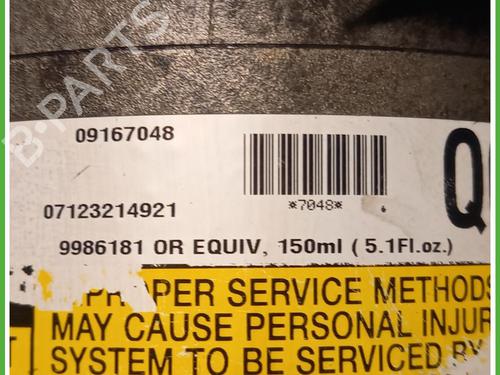 B-PARTS
09167048
07123214921
*7048*
9986181 OR EQUIV, 150ml ( 5.1Fl.oz.)
PER SERVICE METHODS
MAY CAUSE PERSONAL INJUR
SYSTEM TO BE SERVICED BY